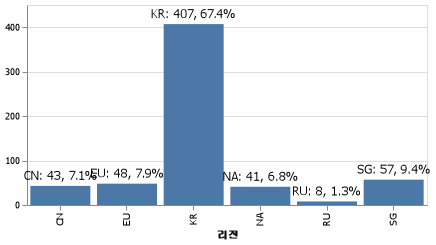 KR: 407, 67.4%
400
300
200
100
0
CN: 43, 7.1%
EU: 48, 7.9%
NA: 41, 6.8%
RU: 8, 1.3%
SG: 57, 9.4%
CN
EU
KR
NA
RU
SG
리전